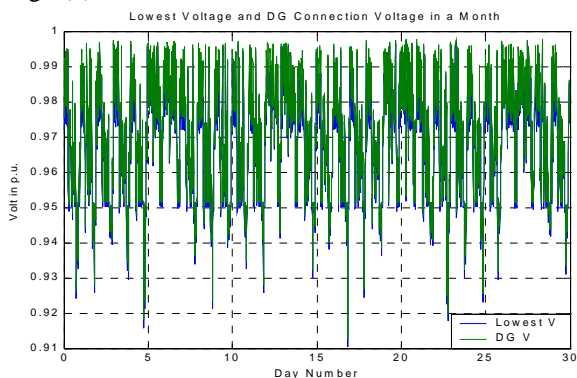 Lowest Voltage and DG Connection Voltage in a Month
1
0.99
0.98
0.97
0.96
0.95
0.94
0.93
0.92
0.91
Volt in p.u.
0 5 10 15 20 25 30
Day Number
Lowest V
DG V